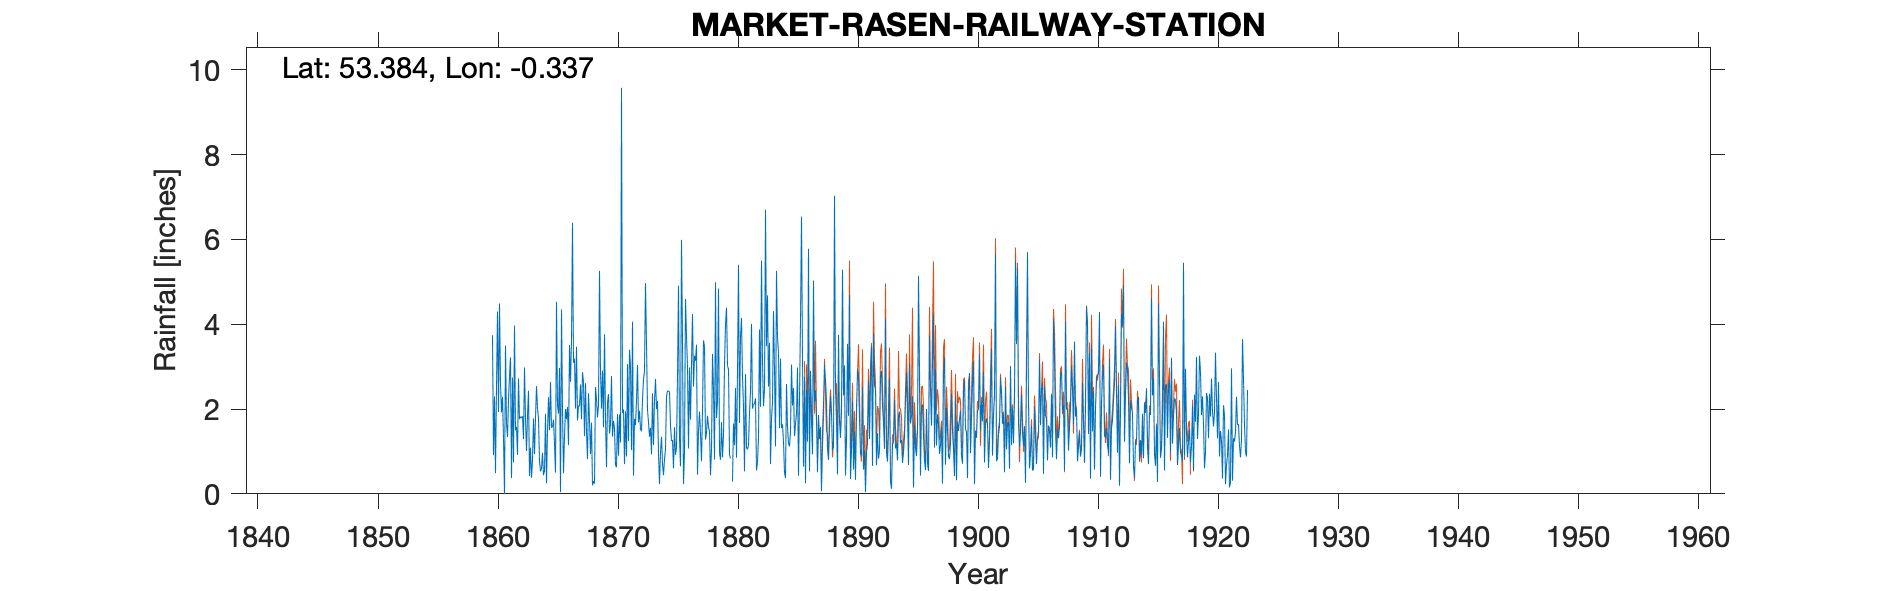 MARKET-RASEN-RAILWAY-STATION
Lat: 53.384, Lon: -0.337
Rainfall [inches]
10
8
6
4
2
0
1840 1850 1860 1870 1880 1890 1900 1910 1920 1930 1940 1950 1960
Year